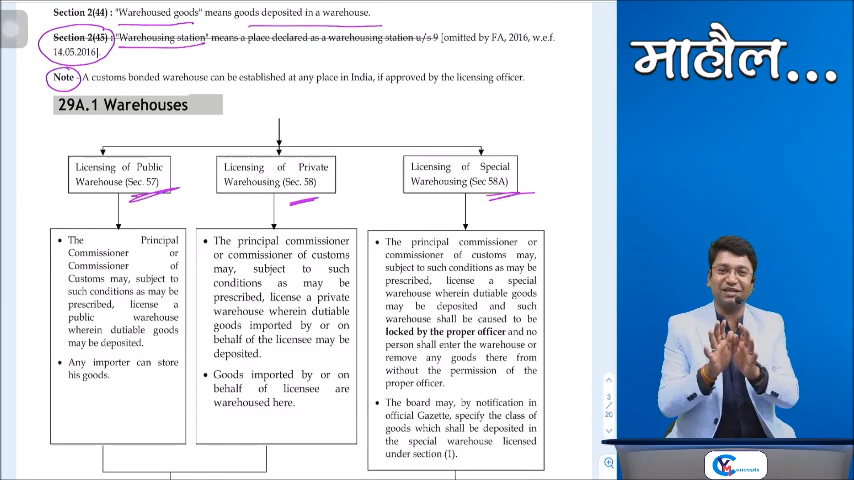 Section 2(44) : "Warehoused goods" means goods deposited in a warehouse.
Section 2(45) : "Warehousing station" means a place declared as a warehousing station u/s 9 [omitted by FA, 2016, w.e.f.
14.05.2016].
Note - A customs bonded warehouse can be established at any place in India, if approved by the licensing officer.
29A.1 Warehouses
Licensing of Public
Warehouse (Sec. 57)
Licensing of Private
Warehousing (Sec. 58)
Licensing of Special
Warehousing (Sec 58A)
• The Principal
Commissioner or
Commissioner of
Customs may, subject to
such conditions as may be
prescribed, license a
public warehouse
wherein dutiable goods
may be deposited.
• Any importer can store
his goods.
• The principal commissioner
or commissioner of customs
may, subject to such
conditions as may be
prescribed, license a private
warehouse wherein dutiable
goods imported by or on
behalf of the licensee may be
deposited.
• Goods imported by or on
behalf of licensee are
warehoused here.
• The principal commissioner or
commissioner of customs may,
subject to such conditions as may be
prescribed, license a special
warehouse wherein dutiable goods
may be deposited and such
warehouse shall be caused to be
locked by the proper officer and no
person shall enter the warehouse or
remove any goods there from
without the permission of the
proper officer.
• The board may, by notification in
official Gazette, specify the class of
goods which shall be deposited in
the special warehouse licensed
under section (1).
माहौल...
3
/
20
YM
Concepts